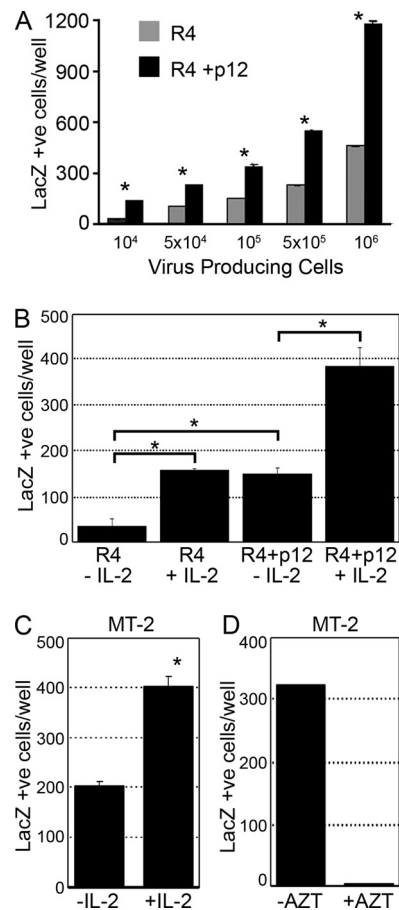 A
LacZ +ve cells/well
1200
900
600
300
0
R4
R4 +p12
*
*
*
*
*
10⁴ 5x10⁴ 10⁵ 5x10⁵ 10⁶
Virus Producing Cells
B
LacZ +ve cells/well
500
400
300
200
100
0
*
*
*
R4 R4 R4+p12 R4+p12
- IL-2 + IL-2 - IL-2 + IL-2
C
MT-2
LacZ +ve cells/well
500
400
300
200
100
0
*
-IL-2 +IL-2
D
MT-2
LacZ +ve cells/well
400
300
200
100
0
-AZT +AZT